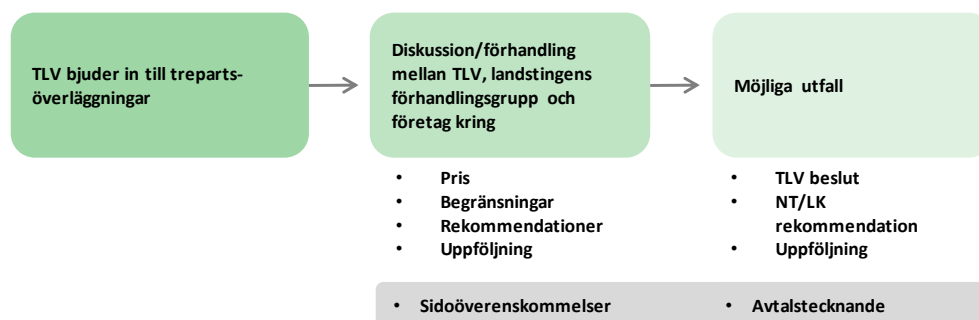 TLV bjuder in till treparts-
överläggningar
Diskussion/förhandling
mellan TLV, landstingens
förhandlingsgrupp och
företag kring
Möjliga utfall
• Pris
• Begränsningar
• Rekommendationer
• Uppföljning
• TLV beslut
• NT/LK
rekommendation
• Uppföljning
• Sidoöverenskommelser
• Avtalstecknande